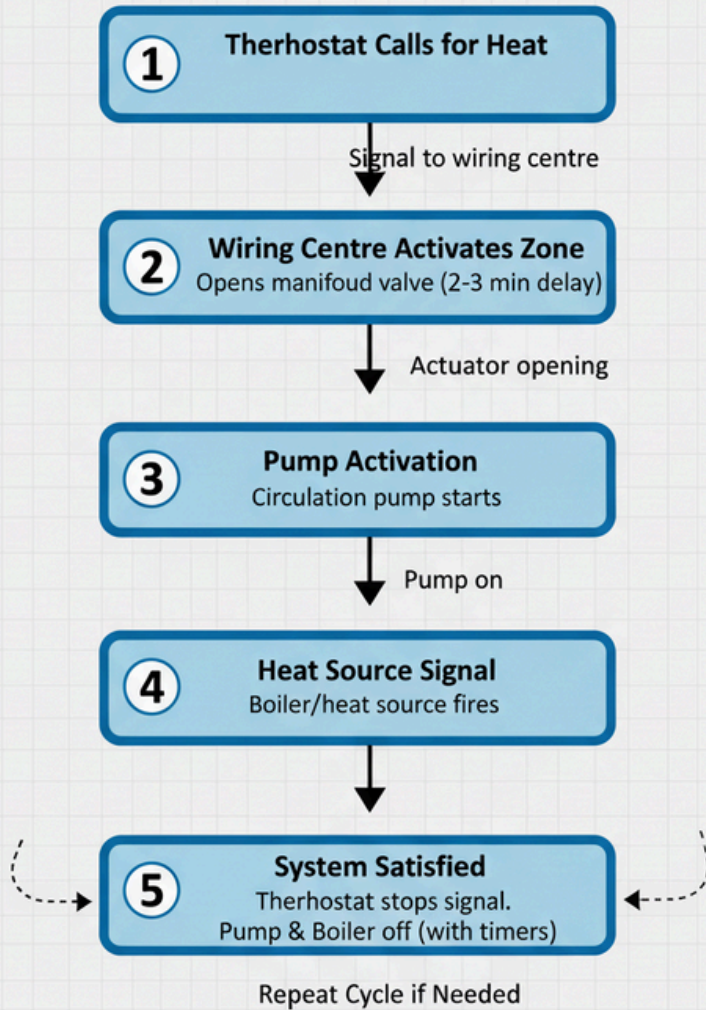 1
Therhostat Calls for Heat
Signal to wiring centre
2
Wiring Centre Activates Zone
Opens manifoud valve (2-3 min delay)
Actuator opening
3
Pump Activation
Circulation pump starts
Pump on
4
Heat Source Signal
Boiler/heat source fires
5
System Satisfied
Therhostat stops signal.
Pump & Boiler off (with timers)
Repeat Cycle if Needed